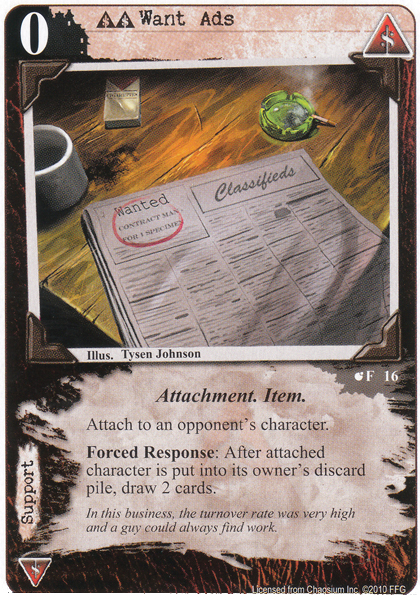 0
Want Ads
Classifieds
Wanted
CONTRACT MAN
FOR 1 SPECIMEN
Illus. Tysen Johnson
F 16
Attachment. Item.
Attach to an opponent's character.
Forced Response: After attached
character is put into its owner's discard
pile, draw 2 cards.
In this business, the turnover rate was very high
and a guy could always find work.
Support
Licensed from Chaosium Inc. ©2010 FFG